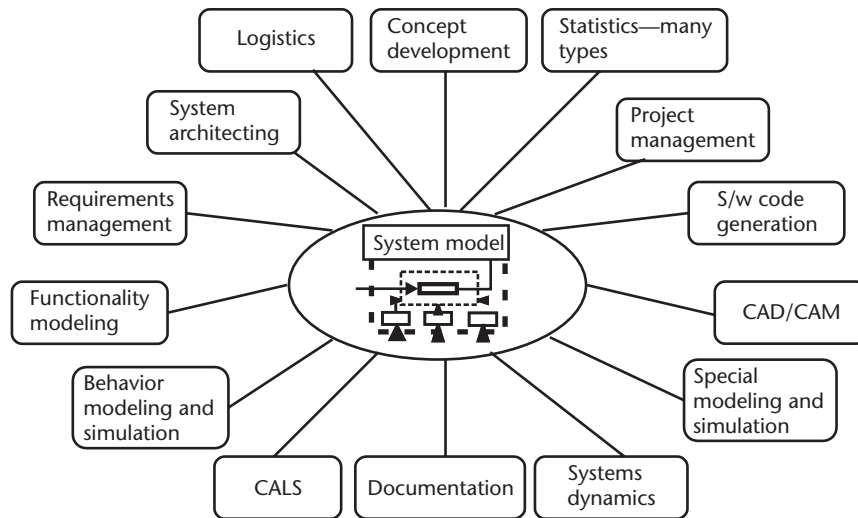 Logistics
Concept
development
Statistics—many
types
System
architecting
Project
management
Requirements
management
S/w code
generation
System model
Functionality
modeling
CAD/CAM
Behavior
modeling and
simulation
Special
modeling and
simulation
CALS
Documentation
Systems
dynamics